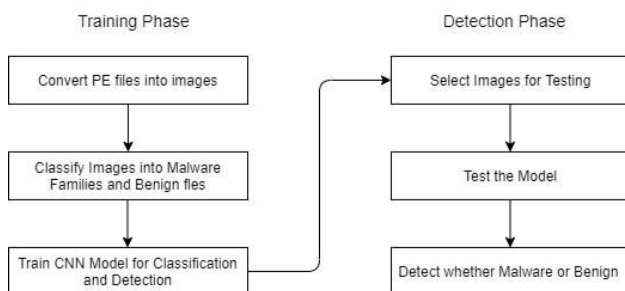 Training Phase
Convert PE files into images
Classify Images into Malware
Families and Benign fles
Train CNN Model for Classification
and Detection
Detection Phase
Select Images for Testing
Test the Model
Detect whether Malware or Benign